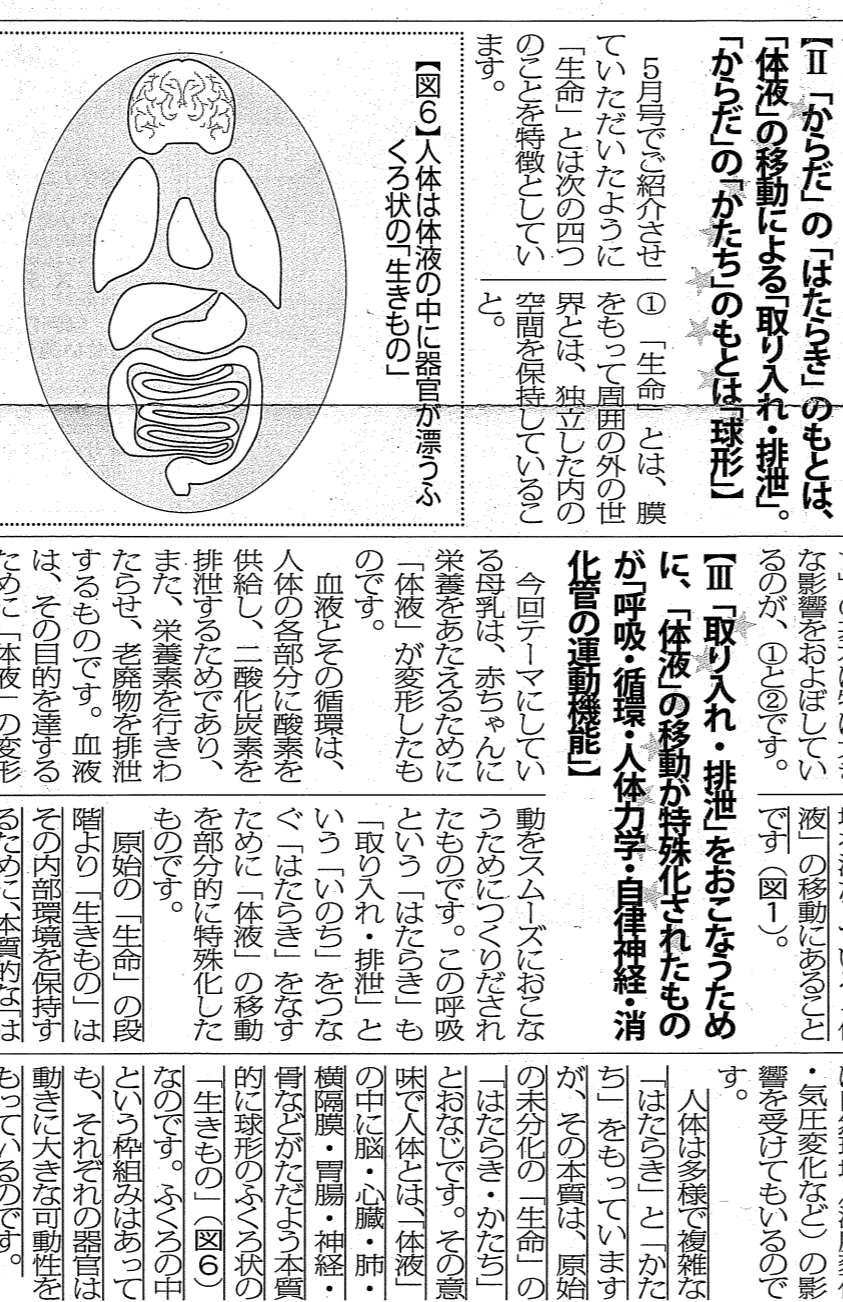 【Ⅱ「からだ」の「はたらき」のもとは、
「体液」の移動による「取り入れ・排泄」。
「からだ」の「かたち」のもとは「球形」】
5月号でご紹介させ
ていただいたように
「生命」とは次の四つ
のことを特徴としてい
ます。
① 「生命」とは、膜
をもって周囲の外の世
界とは、独立した内の
空間を保持しているこ
と。
【図6】人体は体液の中に器官が漂うふ
くろ状の「生きもの」
な影響をおよぼしてい
るのが、①と②です。
【Ⅲ「取り入れ・排泄」をおこなうため
に、「体液」の移動が特殊化されたもの
が「呼吸・循環・人体力学・自律神経・消
化管の運動機能」】
今回テーマにしてい
る母乳は、赤ちゃんに
栄養をあたえるために
「体液」が変形したも
のです。
血液とその循環は、
人体の各部分に酸素を
供給し、二酸化炭素を
排泄するためであり、
また、栄養素を行きわ
たらせ、老廃物を排泄
するものです。血液
は、その目的を達する
ために「体液」の変形
液」の移動にあること
です(図1)。
動をスムーズにおこな
うためにつくりだされ
たものです。この呼吸
という「はたらき」も
「取り入れ・排泄」と
いう「いのち」をつな
ぐ「はたらき」をなす
ために「体液」の移動
を部分的に特殊化した
ものです。
原始の「生命」の段
階より「生きもの」は
その内部環境を保持す
るために、本質的な「は
・気圧変化など)の影
響を受けてもいるので
す。
人体は多様で複雑な
「はたらき」と「かた
ち」をもっています
が、その本質は、原始
の未分化の「生命」の
「はたらき・かたち」
とおなじです。その意
味で人体とは、「体液」
の中に脳・心臓・肺・
横隔膜・胃腸・神経・
骨などがただよう本質
的に球形のふくろ状の
「生きもの」(図6)
なのです。ふくろの中
という枠組みはあって
も、それぞれの器官は
動きに大きな可動性を
もっているのです。